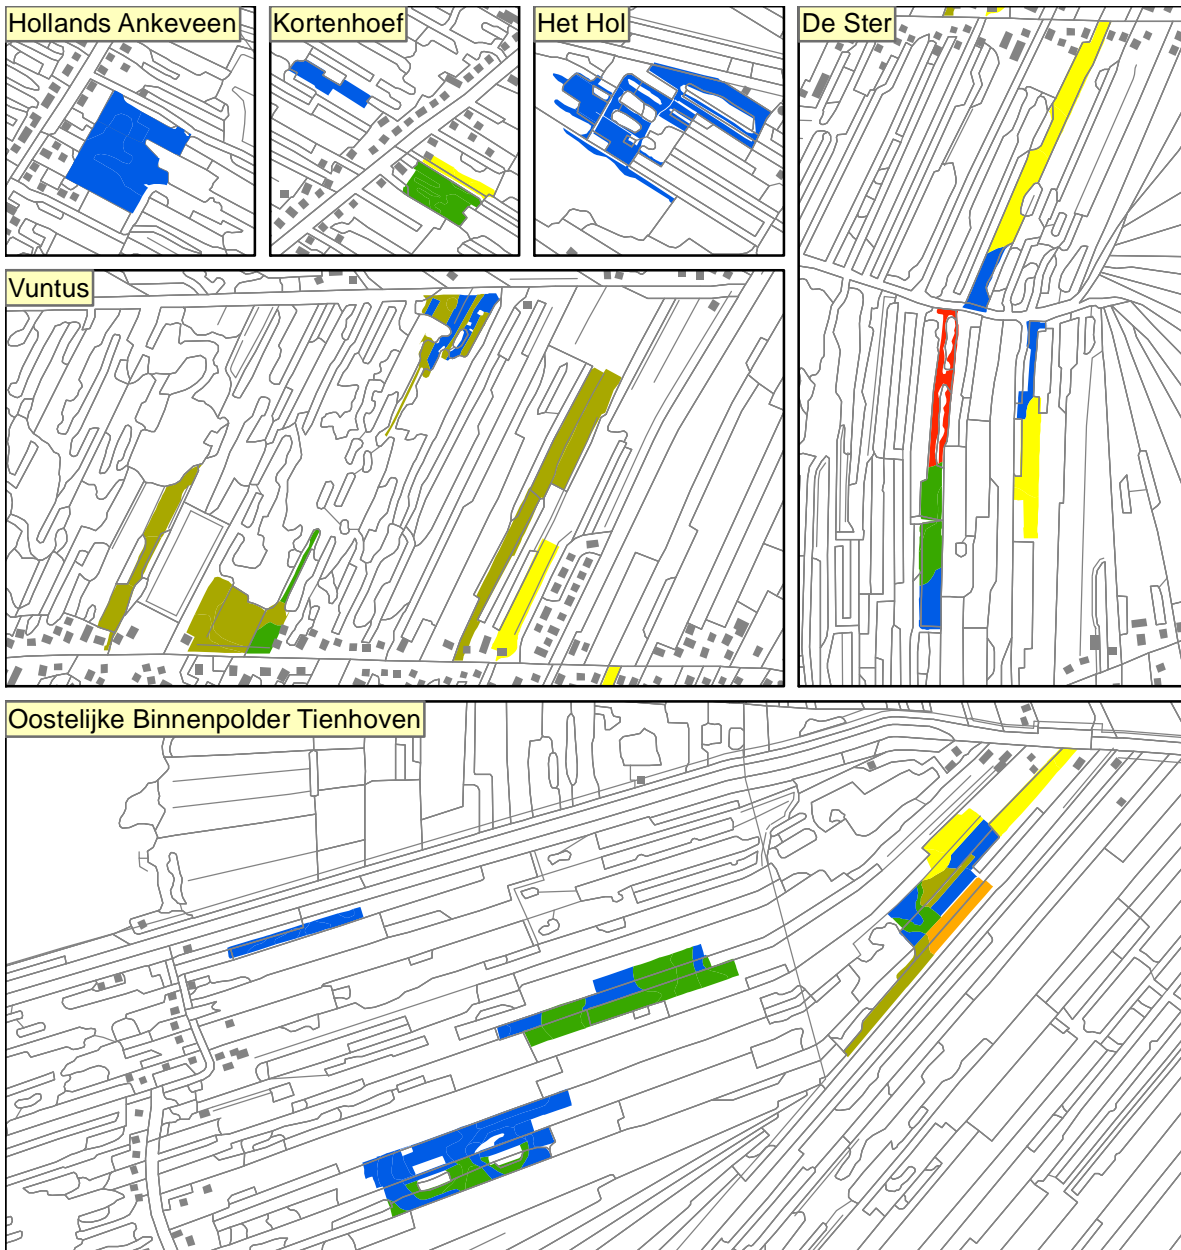 Hollands Ankeveen
Kortenhoef
Het Hol
De Ster
Vuntus
Oostelijke Binnenpolder Tienhoven